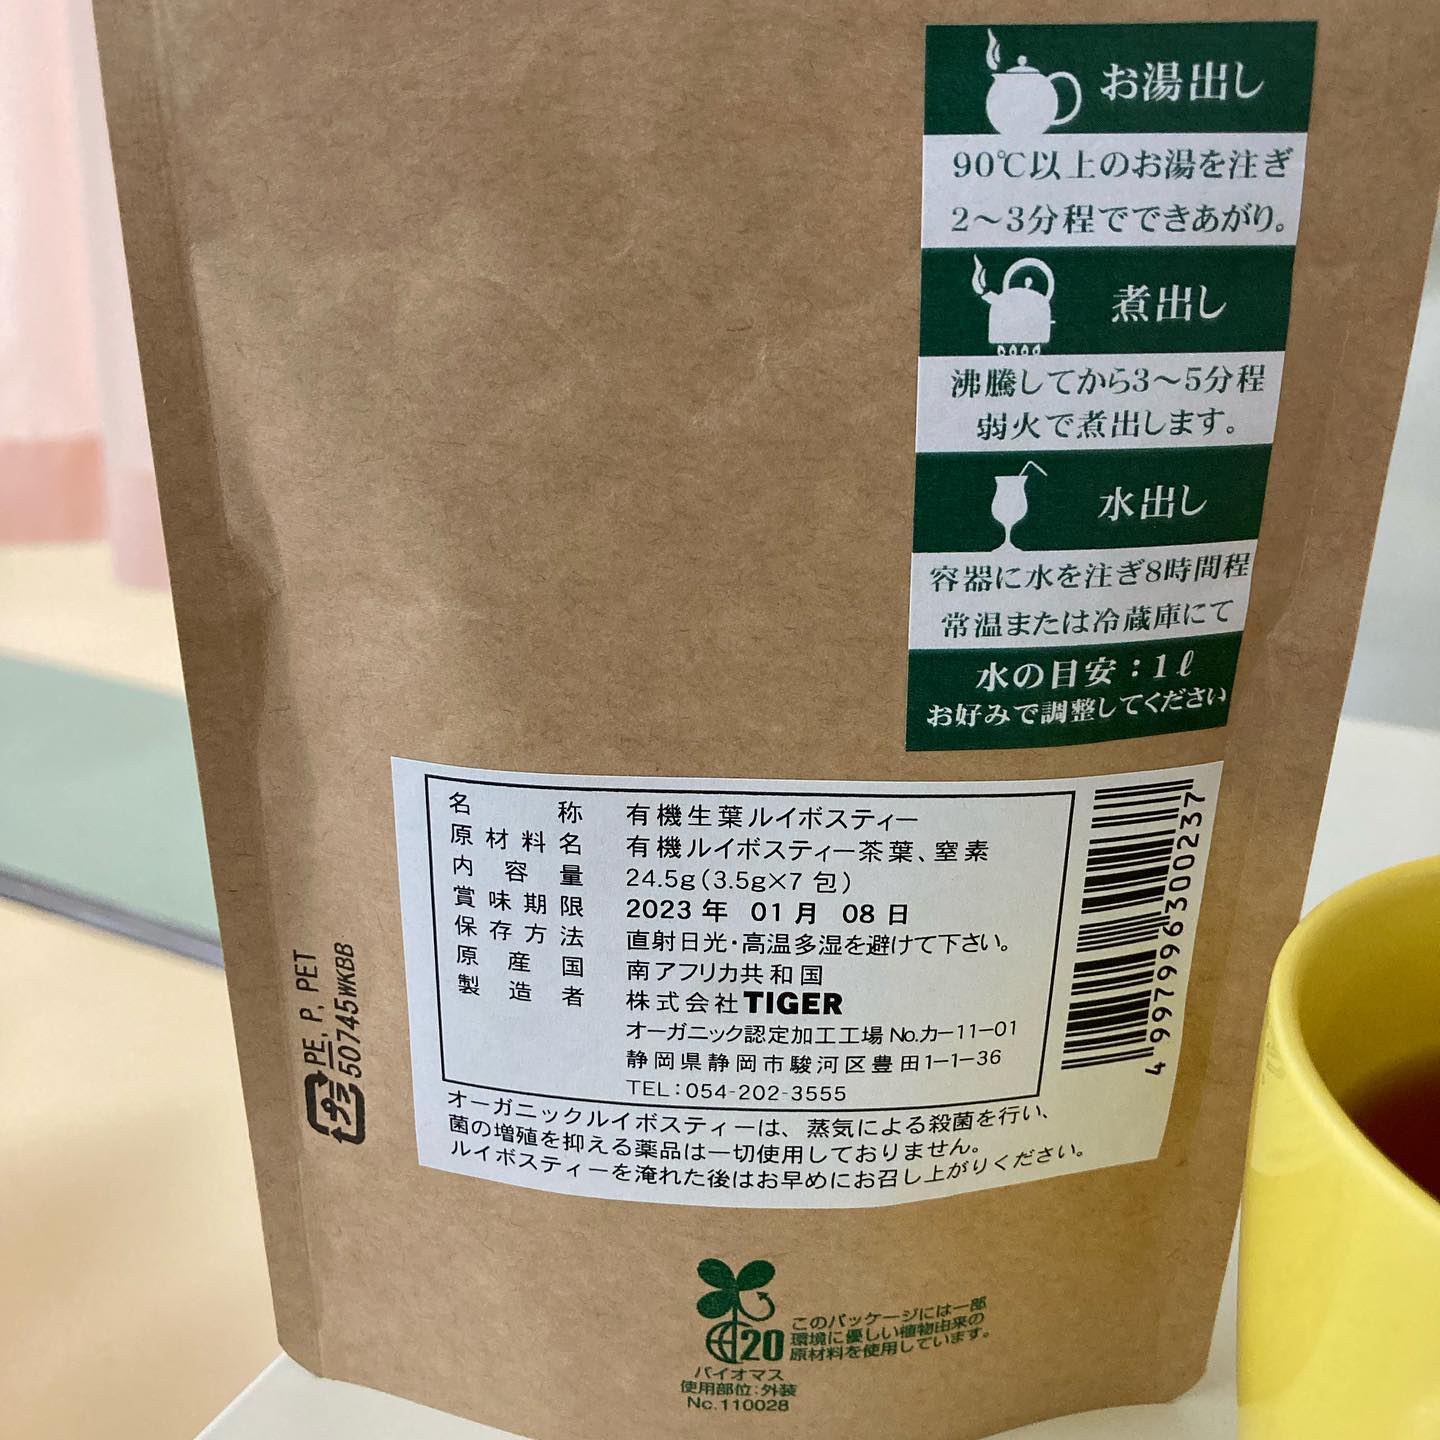 お湯出し
90℃以上のお湯を注ぎ
2〜3分程でできあがり。
煮出し
沸騰してから3〜5分程
弱火で煮出します。
水出し
容器に水を注ぎ8時間程
常温または冷蔵庫にて
水の目安：1ℓ
お好みで調整してください
名称 有機生葉ルイボスティー
原材料名 有機ルイボスティー茶葉、窒素
内容量 24.5g(3.5g×7包)
賞味期限 2023年 01月 08日
保存方法 直射日光・高温多湿を避けて下さい。
原産国 南アフリカ共和国
製造者 株式会社TIGER
オーガニック認定加工工場No.カー11-01
静岡県静岡市駿河区豊田1-1-36
TEL：054-202-3555
オーガニックルイボスティーは、蒸気による殺菌を行い、
菌の増殖を抑える薬品は一切使用しておりません。
ルイボスティーを淹れた後はお早めにお召し上がりください。
4997996300237
プラ
PE, P, PET
50745WKBB
20
バイオマス
使用部位：外装
No.110028
このパッケージには一部
環境に優しい植物由来の
原材料を使用しています。